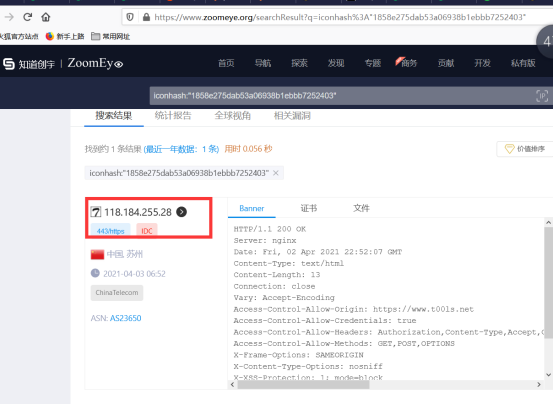 https://www.zoomeye.org/searchResult?q=iconhash%3A"1858e275dab53a06938b1ebbb7252403"
火狐官方站点 新手上路 常用网址
知道创宇 | ZoomEye
首页 导航 探索 发现 专题 商务 贡献 开发 私有版
iconhash:"1858e275dab53a06938b1ebbb7252403"
搜索结果 统计报告 全球视角 相关漏洞
找到约 1 条结果 (最近一年数据: 1 条) 用时 0.056 秒
价值排序
iconhash:"1858e275dab53a06938b1ebbb7252403" ×
118.184.255.28
443/https IDC
中国, 苏州
2021-04-03 06:52
ChinaTelecom
ASN: AS23650
Banner 证书 文件
HTTP/1.1 200 OK
Server: nginx
Date: Fri, 02 Apr 2021 22:52:07 GMT
Content-Type: text/html
Content-Length: 13
Connection: close
Vary: Accept-Encoding
Access-Control-Allow-Origin: https://www.t00ls.net
Access-Control-Allow-Credentials: true
Access-Control-Allow-Headers: Authorization,Content-Type,Accept,
Access-Control-Allow-Methods: GET,POST,OPTIONS
X-Frame-Options: SAMEORIGIN
X-Content-Type-Options: nosniff
X-XSS-Protection: 1; mode=block